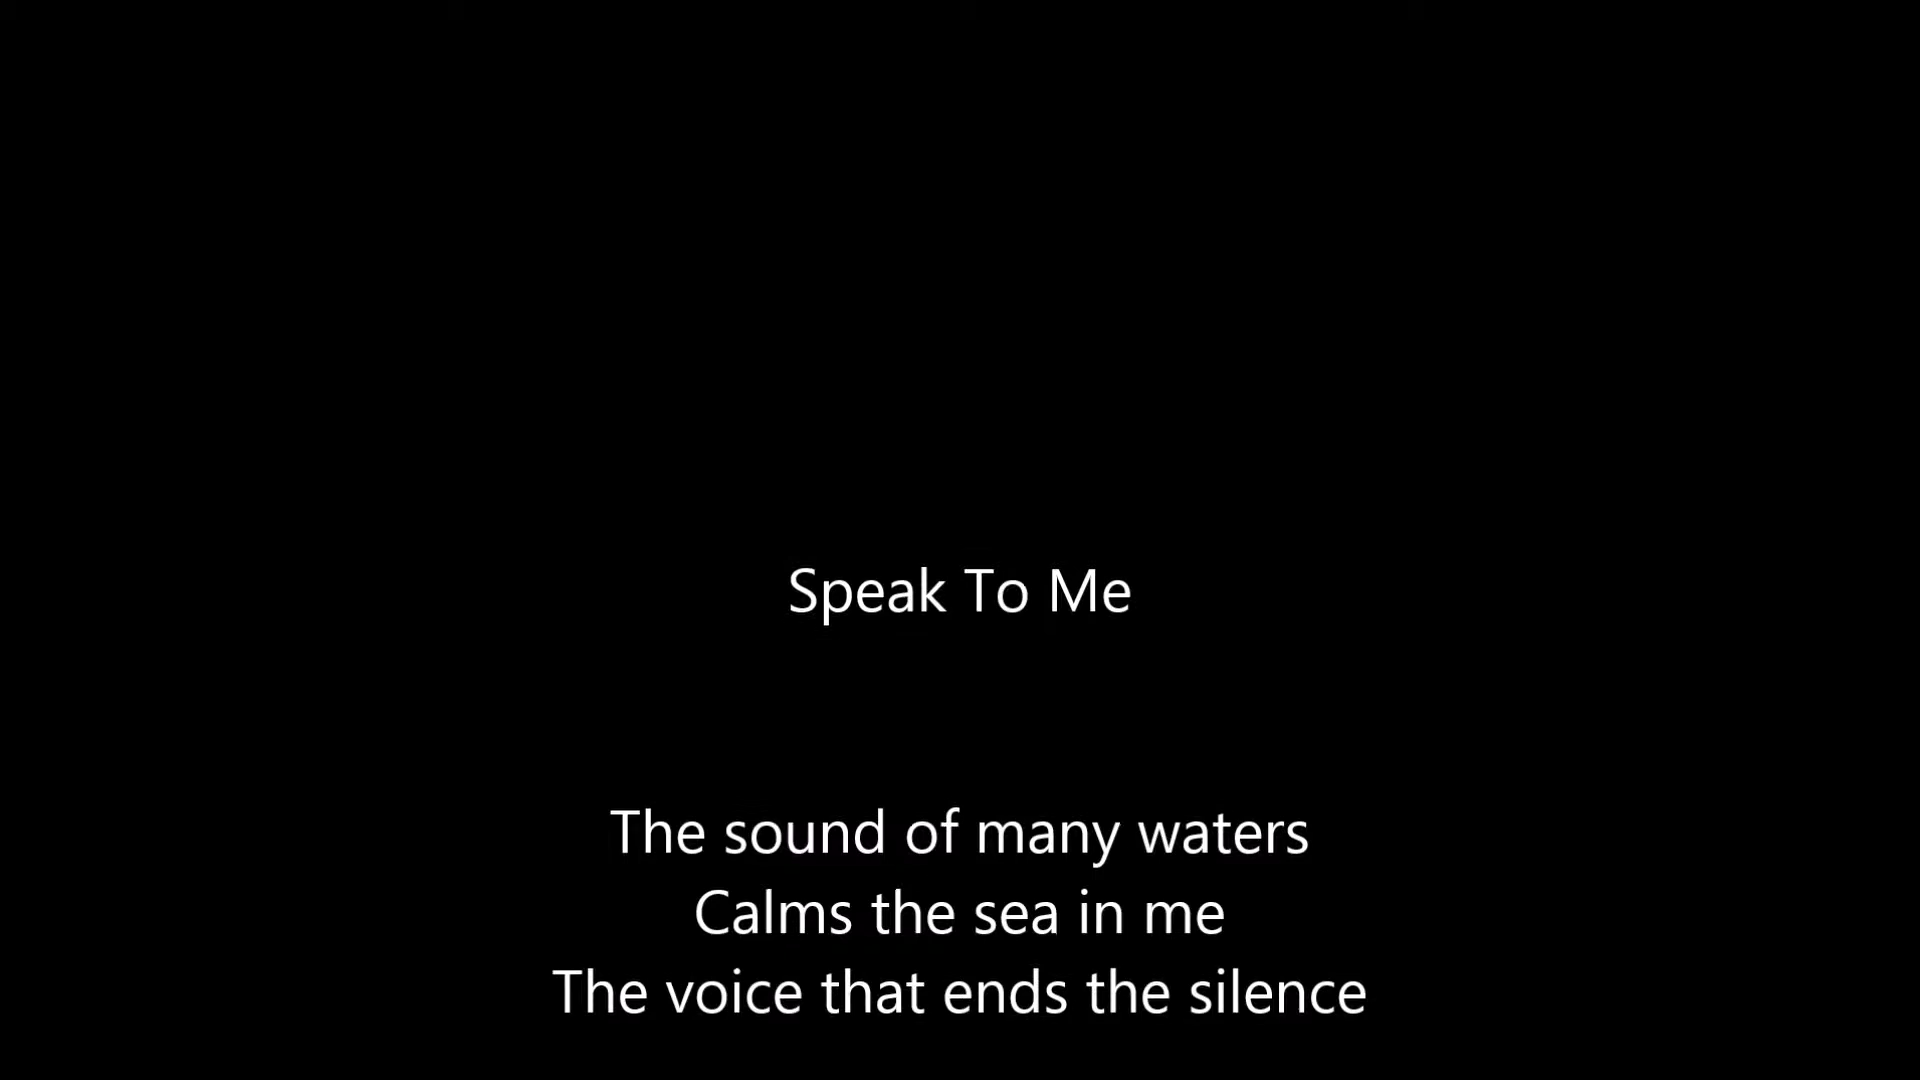 Speak To Me
The sound of many waters
Calms the sea in me
The voice that ends the silence